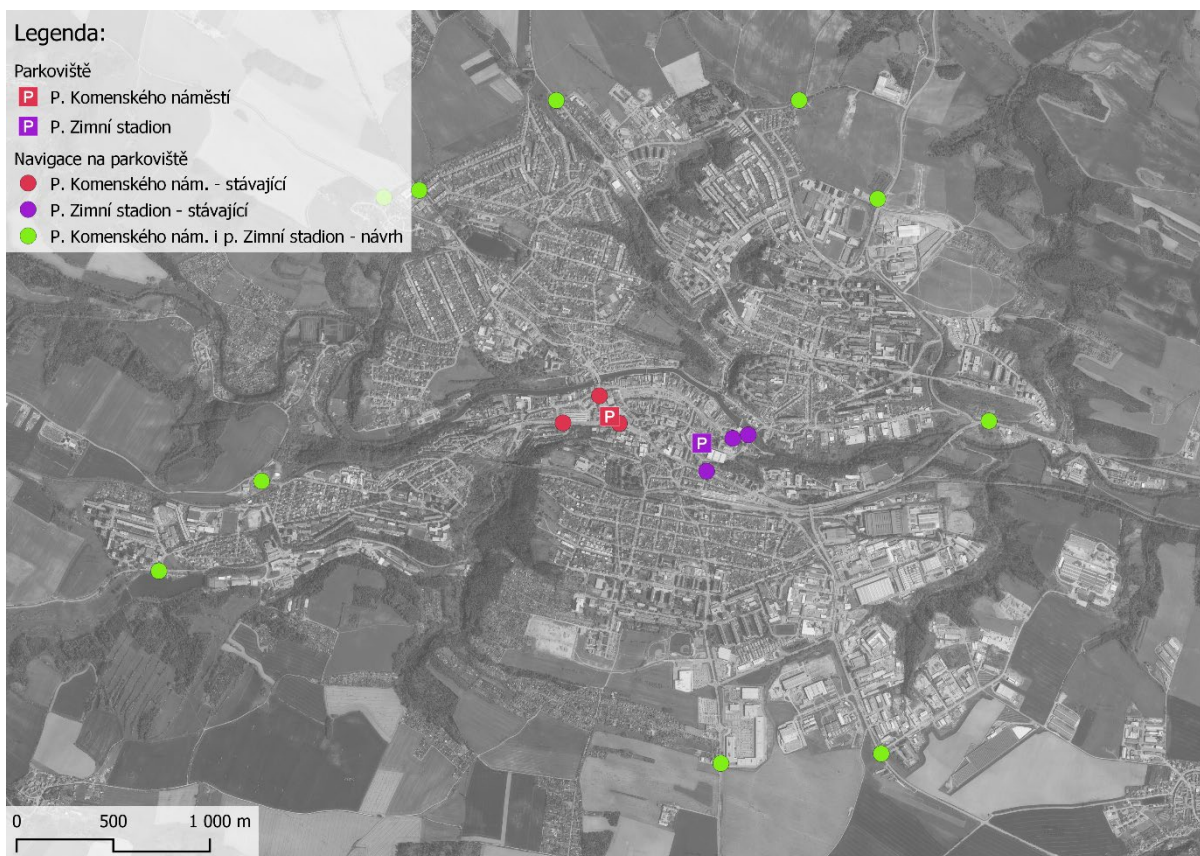 Legenda:
Parkoviště
P P. Komenského náměstí
P P. Zimní stadion
Navigace na parkoviště
P. Komenského nám. - stávající
P. Zimní stadion - stávající
P. Komenského nám. i p. Zimní stadion - návrh
P
P
0 500 1 000 m